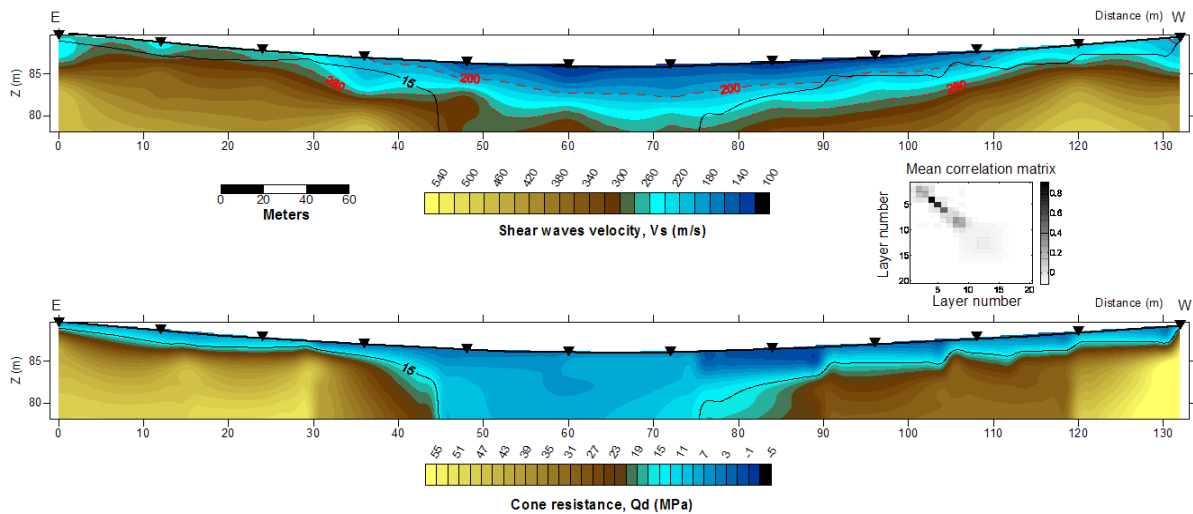 E Distance (m) W
Z (m)
85
80
280
15
200
200
280
0 10 20 30 40 50 60 70 80 90 100 110 120 130
0 20 40 60
Meters
540 500 460 420 380 340 300 260 220 180 140 100
Shear waves velocity, Vs (m/s)
Mean correlation matrix
Layer number
5
10
15
20
5 10 15 20
Layer number
0.8
0.6
0.4
0.2
0
E Distance (m) W
Z (m)
85
80
15
0 10 20 30 40 50 60 70 80 90 100 110 120 130
55 51 47 43 39 35 31 27 23 19 15 11 7 3 -1 -5
Cone resistance, Qd (MPa)